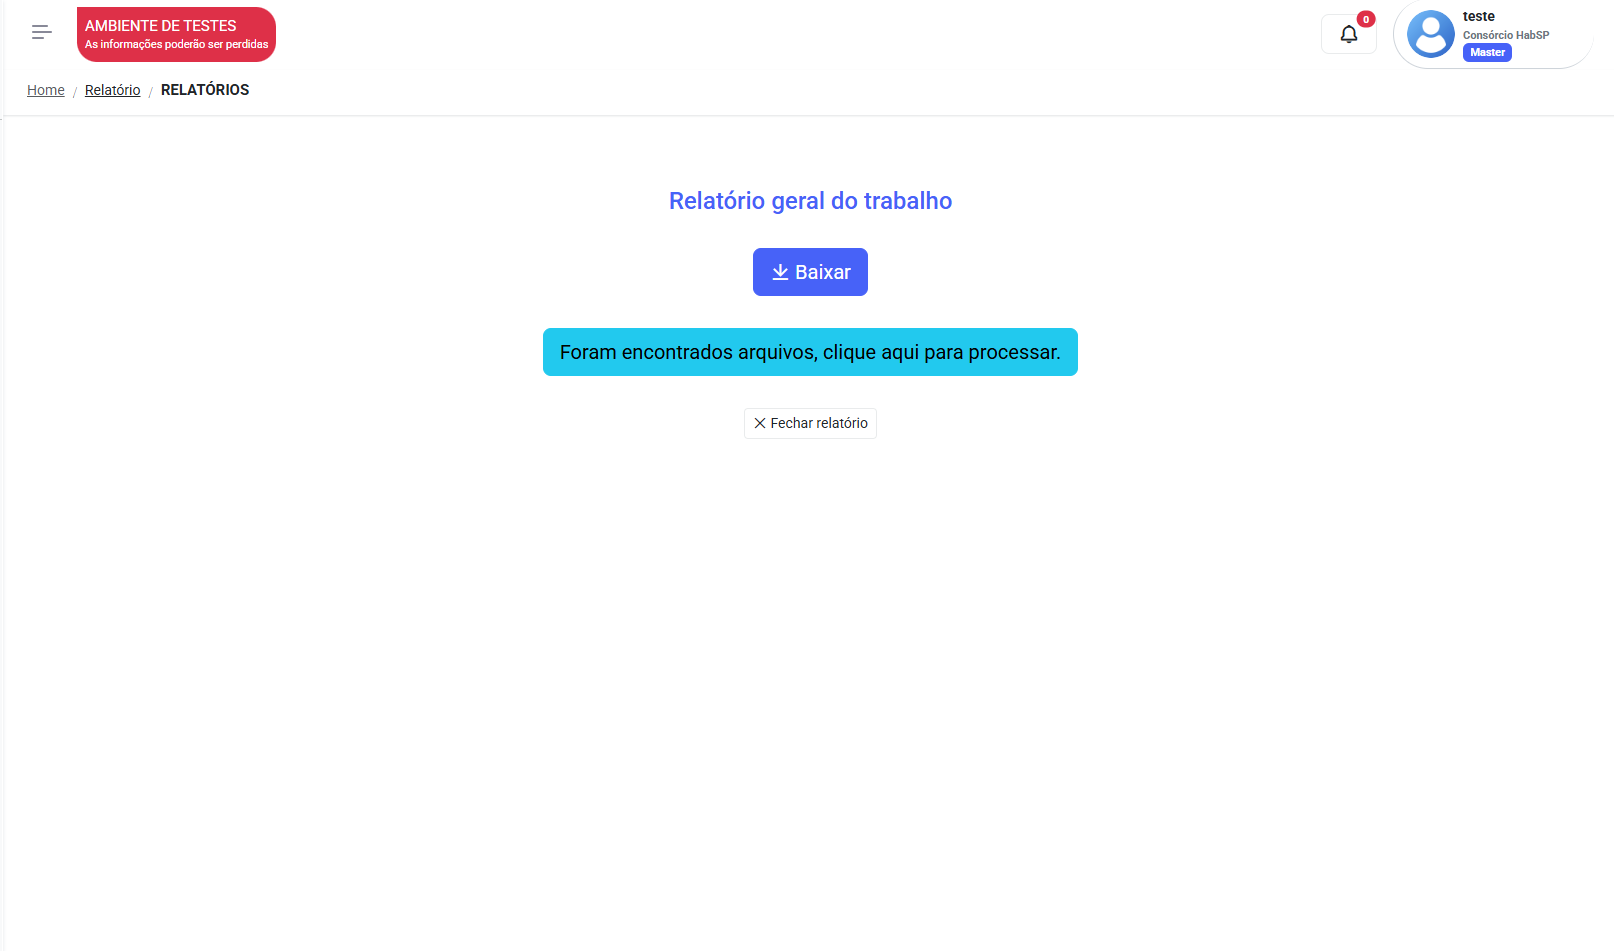 AMBIENTE DE TESTES
As informações poderão ser perdidas
0
teste
Consórcio HabSP
Master
Home / Relatório / RELATÓRIOS
Relatório geral do trabalho
Baixar
Foram encontrados arquivos, clique aqui para processar.
Fechar relatório